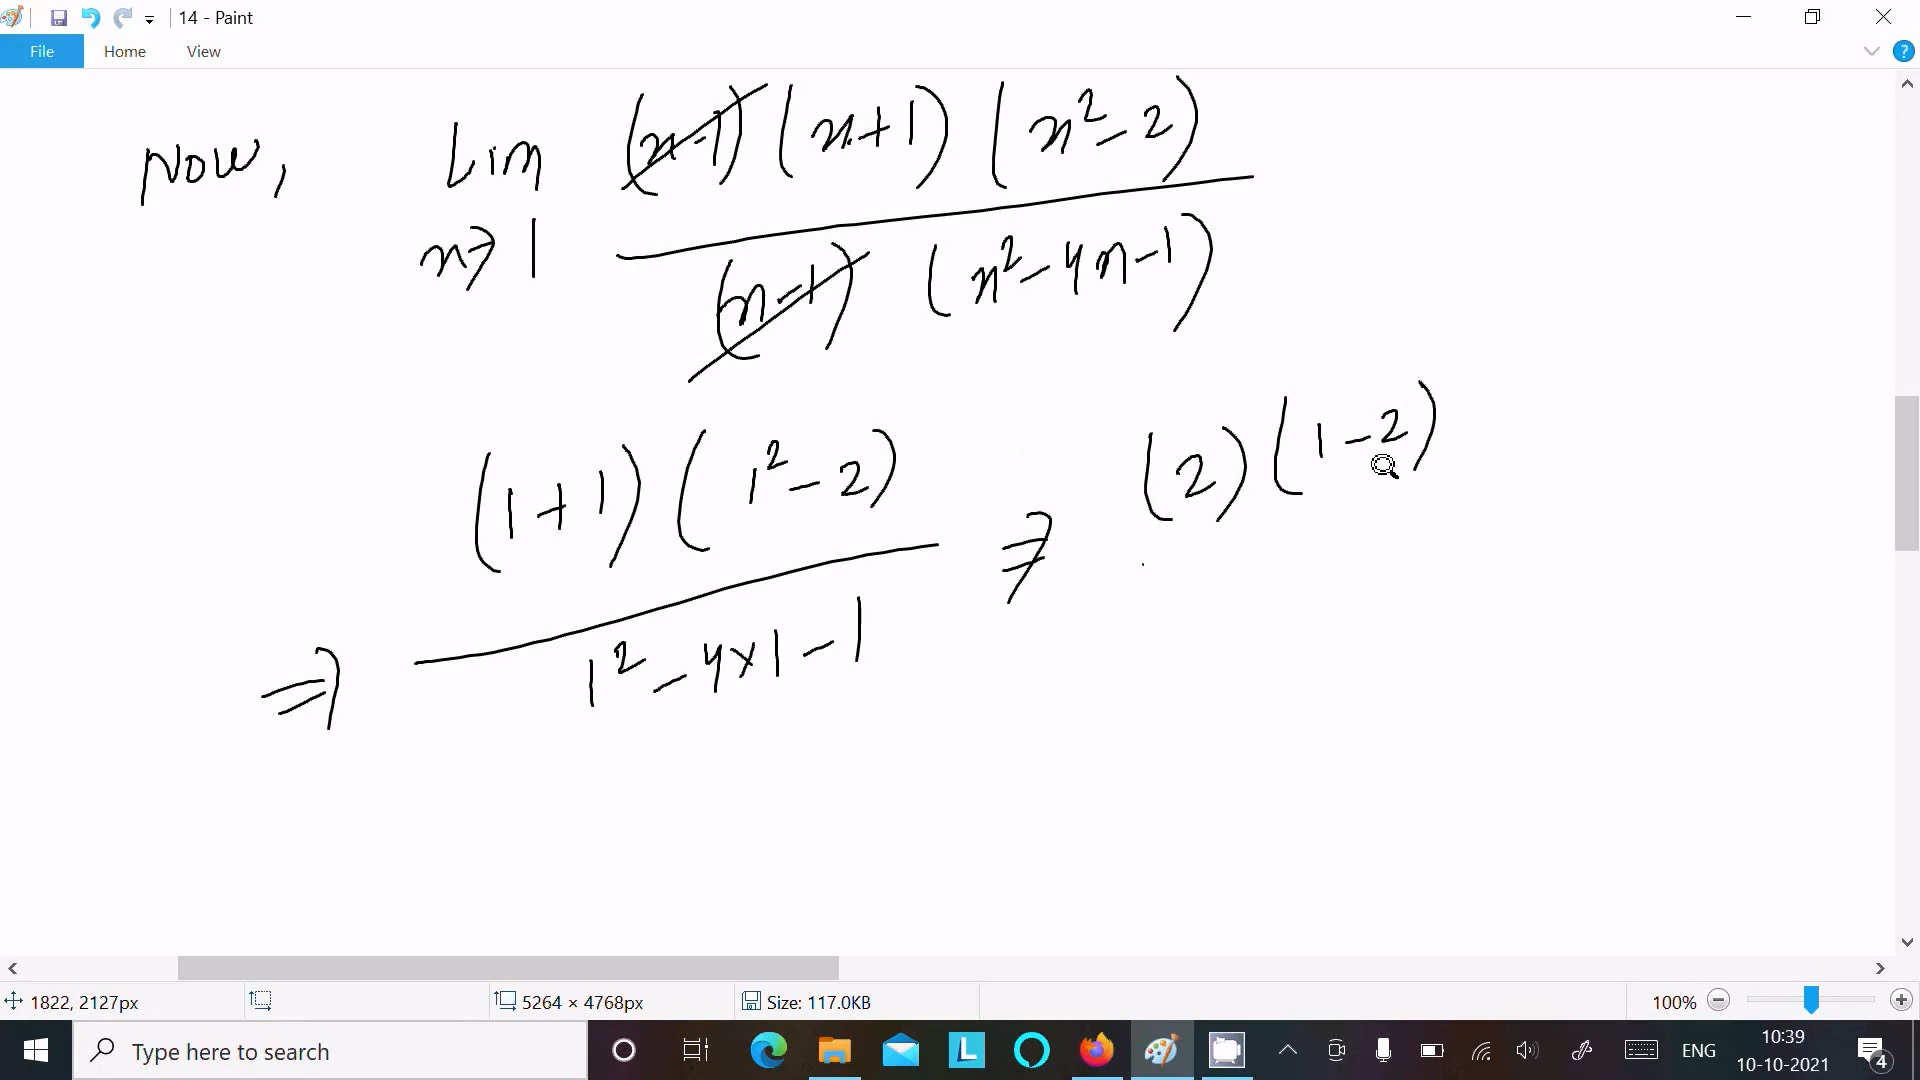 14 - Paint
File Home View
Now, Lim (x-1) (x+1) (x²-2)
x→1 (x-1) (x²-4x-1)
(1+1) (1²-2) ⇒ (2) (1-2)
⇒ 1²-4×1-1
1822, 2127px 5264 × 4768px Size: 117.0KB 100%
Type here to search L ENG 10:39
10-10-2021 4